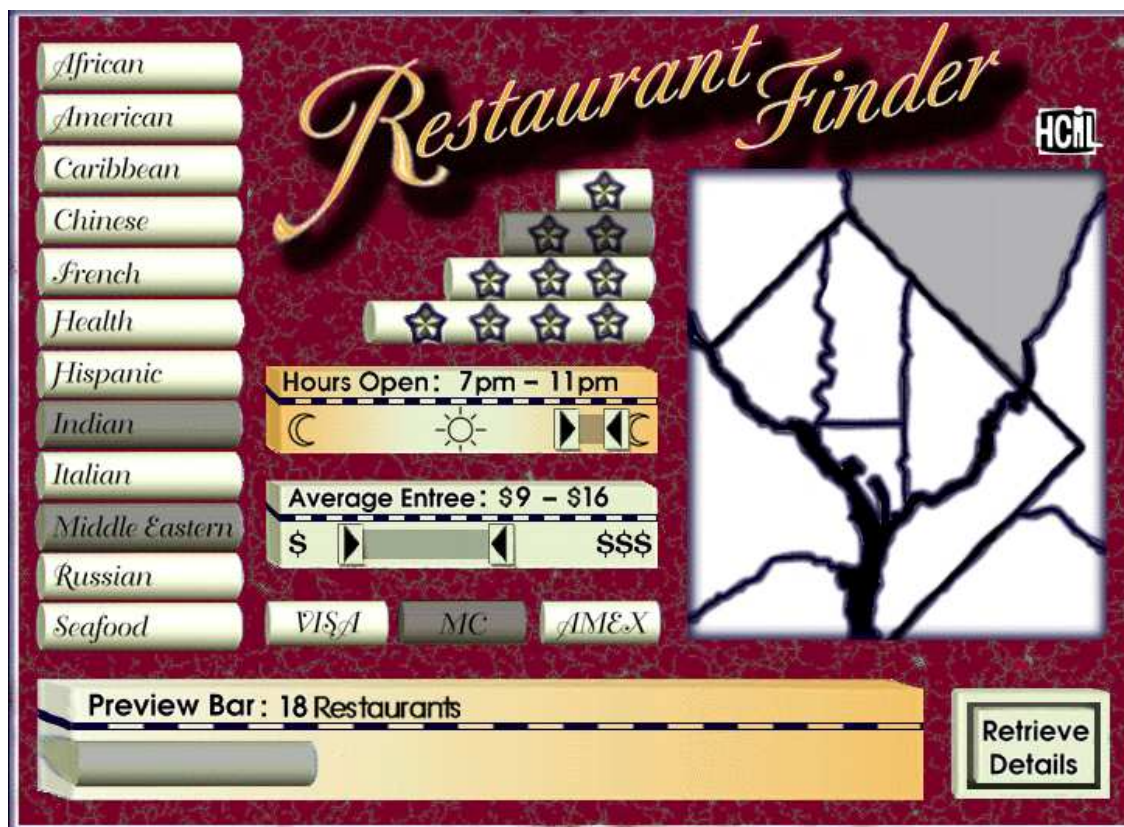 Restaurant Finder
HCIL
African
American
Caribbean
Chinese
French
Health
Hispanic
Indian
Italian
Middle Eastern
Russian
Seafood
Hours Open: 7pm – 11pm
Average Entree: $9 – $16
$ $$$
VISA MC AMEX
Preview Bar: 18 Restaurants
Retrieve
Details